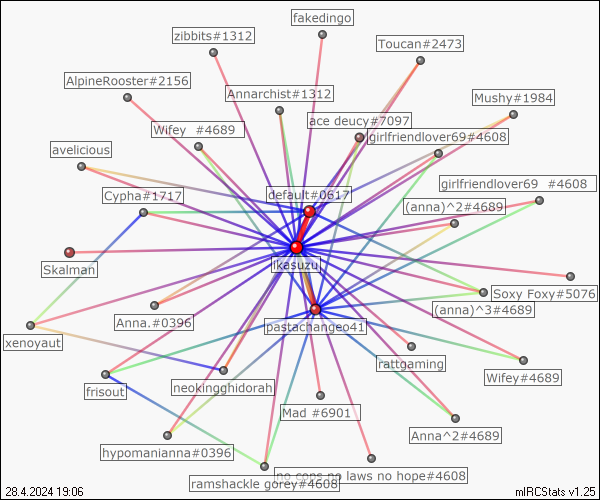 fakedingo
zibbits#1312
Toucan#2473
AlpineRooster#2156
Annarchist#1312
Mushy#1984
ace deucy#7097
Wifey #4689
girlfriendlover69#4608
avelicious
girlfriendlover69 #4608
Cypha#1717
default#0617
(anna)^2#4689
ikasuzu
Skalman
Soxy Foxy#5076
(anna)^3#4689
Anna.#0396
pastachangeo41
xenoyaut
rattgaming
Wifey#4689
frisout
neokingghidorah
Mad #6901
Anna^2#4689
hypomanianna#0396
no cops no laws no hope#4608
ramshackle gorey#4608
28.4.2024 19:06
mIRCStats v1.25